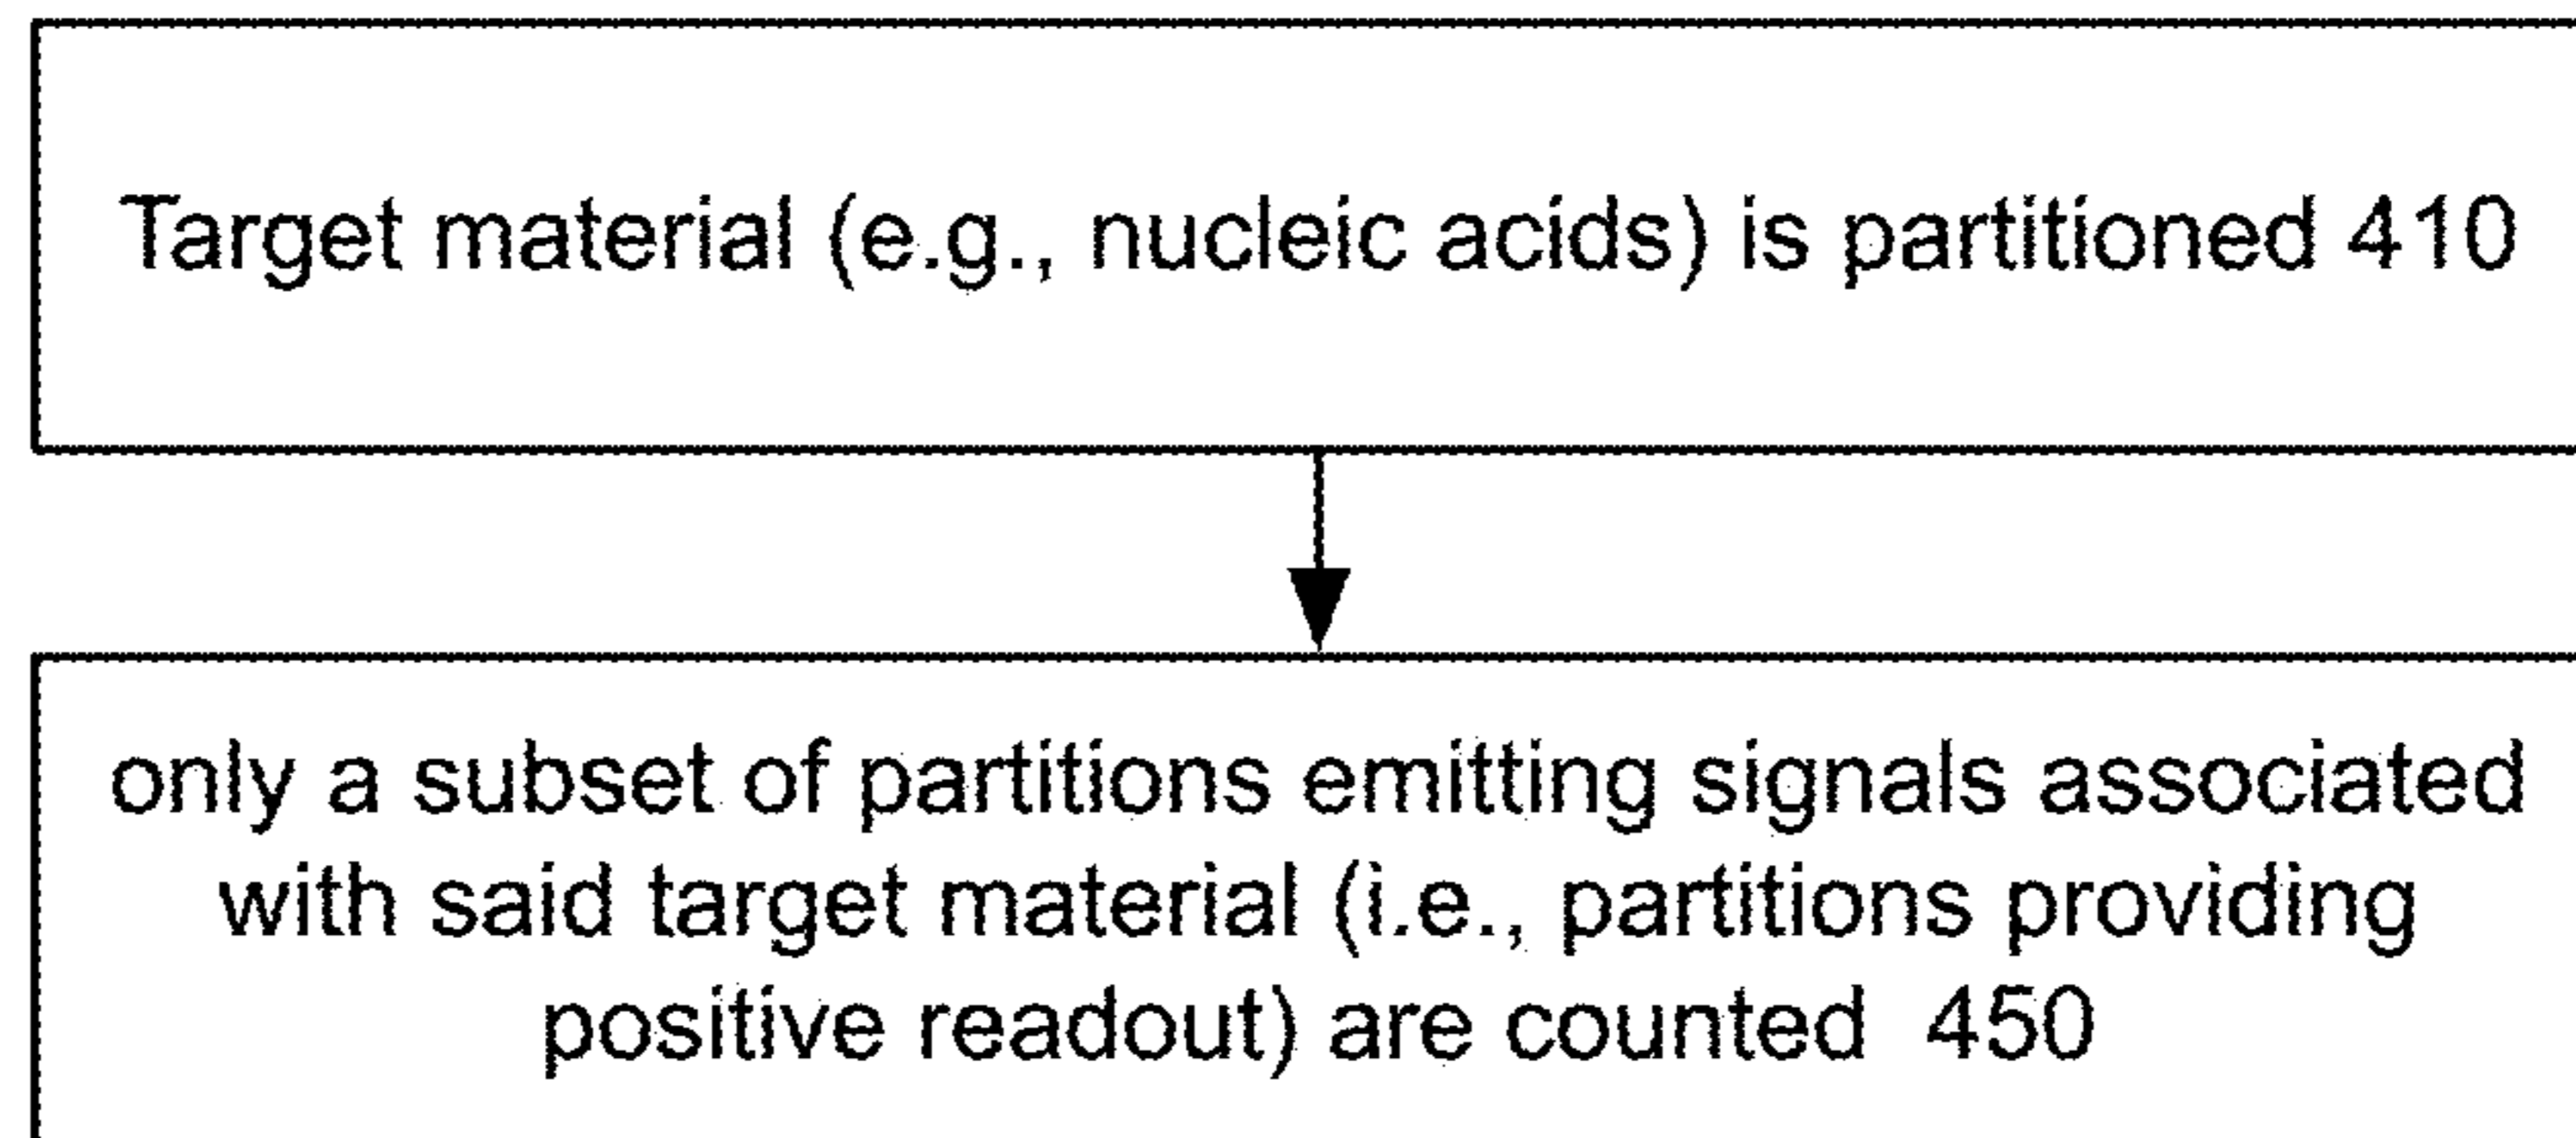 Target material (e.g., nucleic acids) is partitioned 410
only a subset of partitions emitting signals associated
with said target material (i.e., partitions providing
positive readout) are counted 450